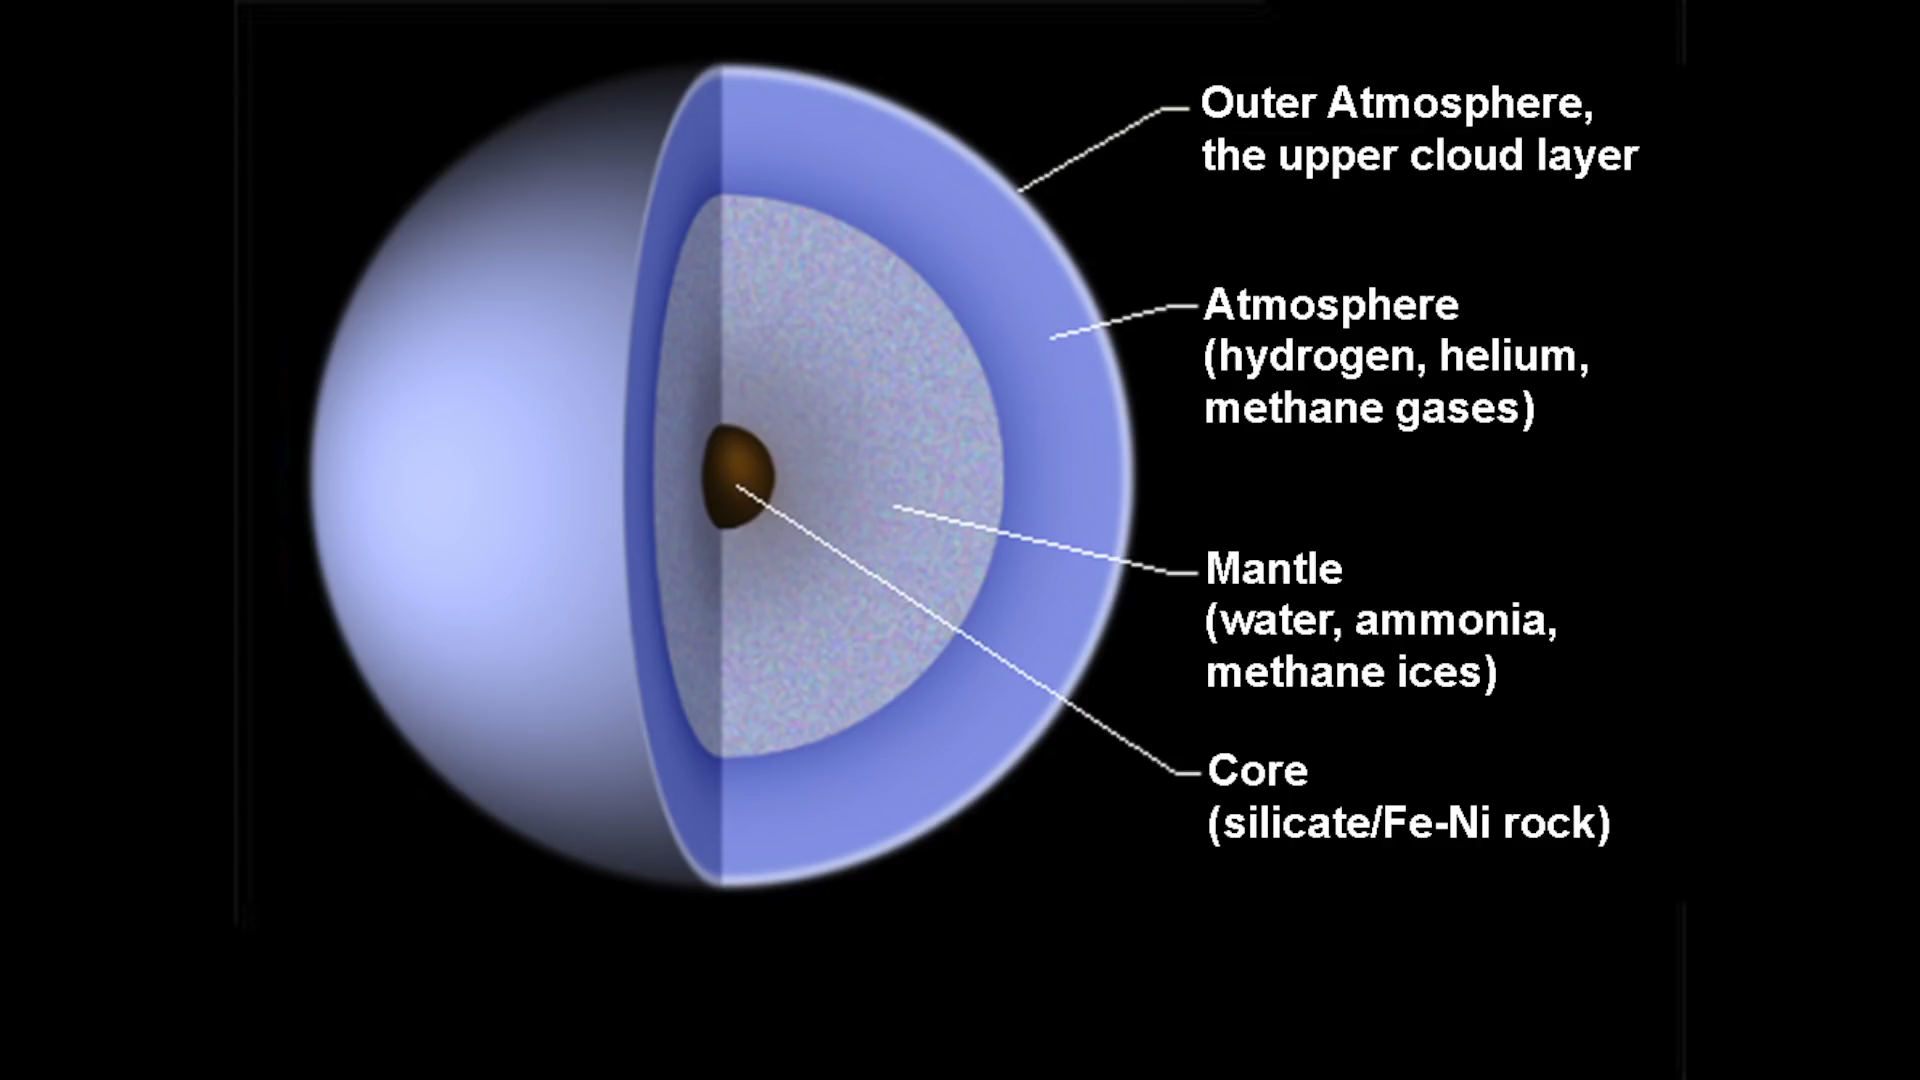 Outer Atmosphere,
the upper cloud layer
Atmosphere
(hydrogen, helium,
methane gases)
Mantle
(water, ammonia,
methane ices)
Core
(silicate/Fe-Ni rock)